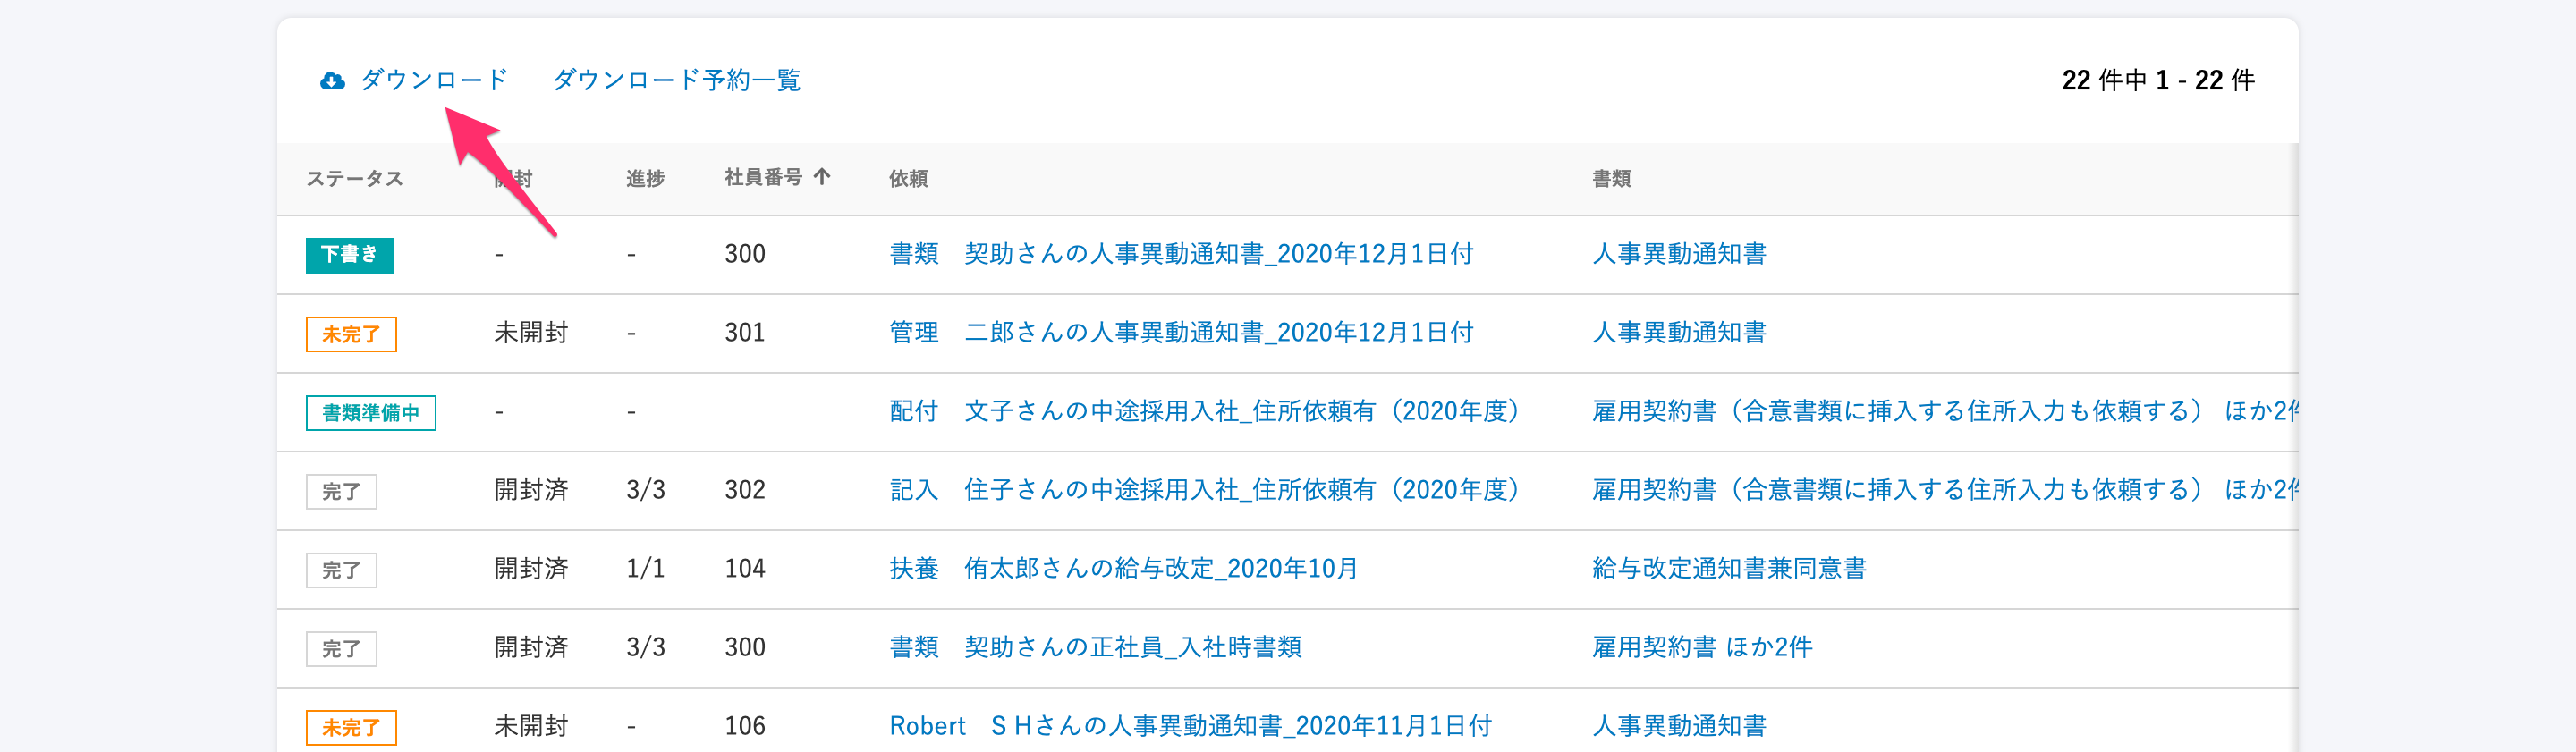 ダウンロード ダウンロード予約一覧 22 件中 1 - 22 件
ステータス 開封 進捗 社員番号 ↑ 依頼 書類
下書き - - 300 書類　契助さんの人事異動通知書_2020年12月1日付 人事異動通知書
未完了 未開封 - 301 管理　二郎さんの人事異動通知書_2020年12月1日付 人事異動通知書
書類準備中 - - 配付　文子さんの中途採用入社_住所依頼有（2020年度） 雇用契約書（合意書類に挿入する住所入力も依頼する） ほか2件
完了 開封済 3/3 302 記入　住子さんの中途採用入社_住所依頼有（2020年度） 雇用契約書（合意書類に挿入する住所入力も依頼する） ほか2件
完了 開封済 1/1 104 扶養　侑太郎さんの給与改定_2020年10月 給与改定通知書兼同意書
完了 開封済 3/3 300 書類　契助さんの正社員_入社時書類 雇用契約書 ほか2件
未完了 未開封 - 106 Robert　S Hさんの人事異動通知書_2020年11月1日付 人事異動通知書